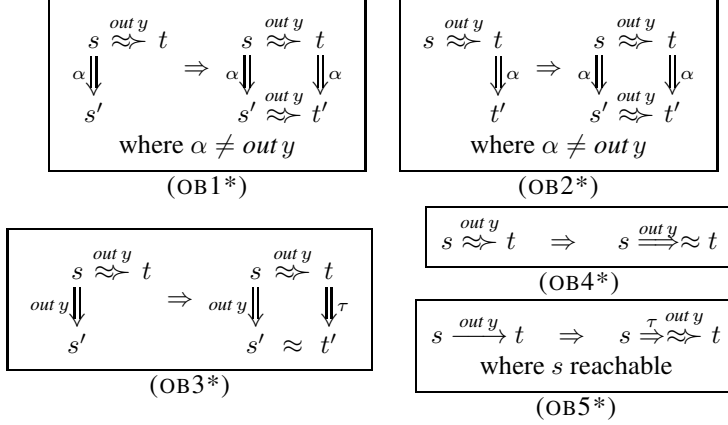 s ≈≻^{out y} t ⇒ s ≈≻^{out y} t
α ⇓ α ⇓ ⇓ α
s′ s′ ≈≻^{out y} t′
where α ≠ out y
(OB1*)
s ≈≻^{out y} t ⇒ s ≈≻^{out y} t
⇓ α α ⇓ ⇓ α
t′ s′ ≈≻^{out y} t′
where α ≠ out y
(OB2*)
s ≈≻^{out y} t ⇒ s ≈≻^{out y} t
out y ⇓ out y ⇓ ⇓ τ
s′ s′ ≈ t′
(OB3*)
s ≈≻^{out y} t ⇒ s ⟹^{out y} ≈ t
(OB4*)
s ⟶^{out y} t ⇒ s ⇒^{τ} ≈≻^{out y} t
where s reachable
(OB5*)